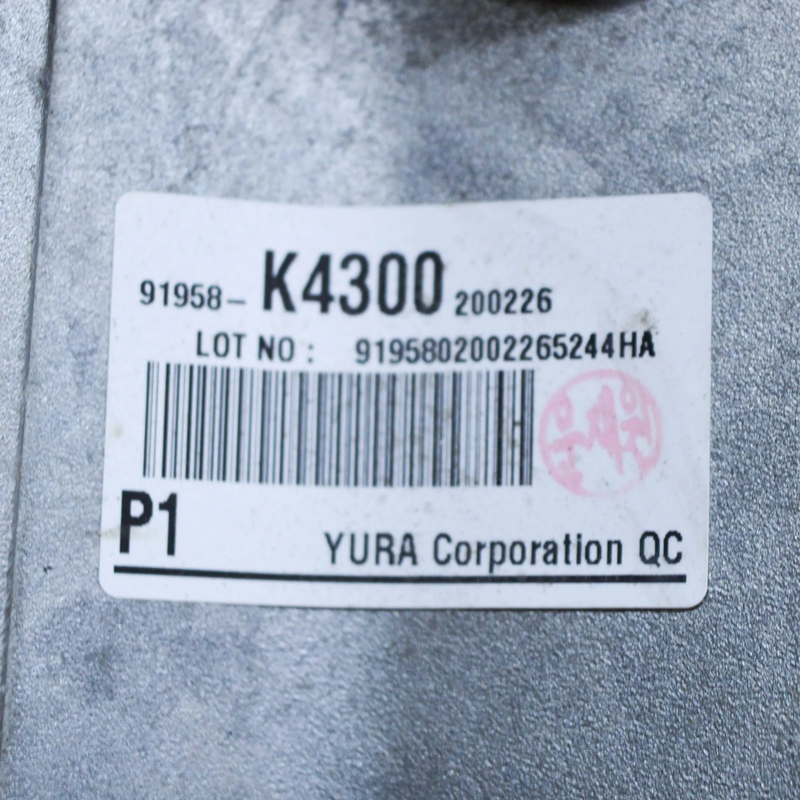 91958- K4300 200226
LOT NO : 9195802002265244HA
P1
YURA Corporation QC